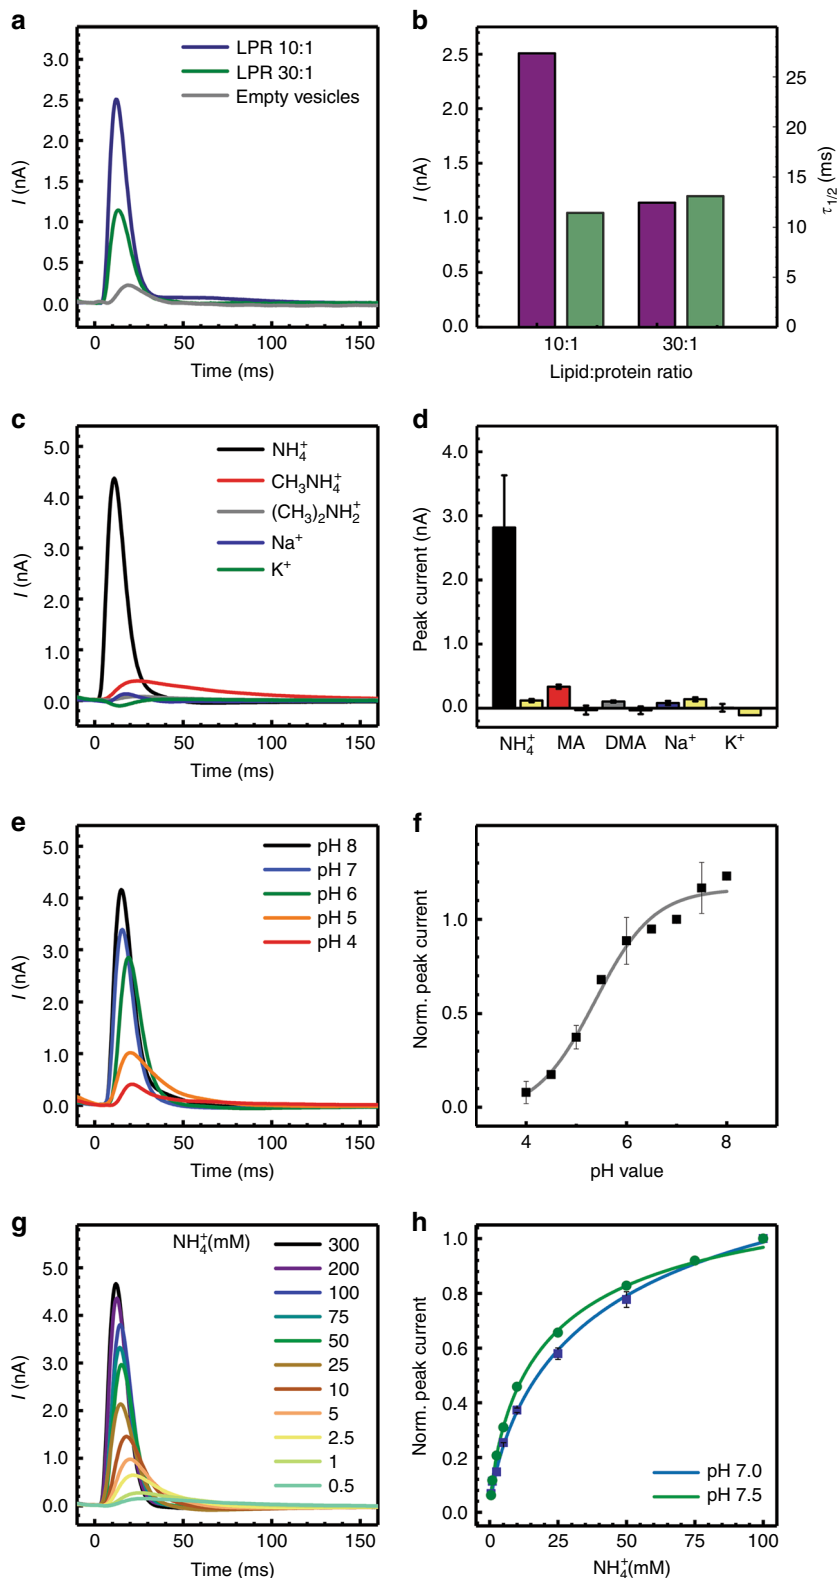 a
I (nA)
3.0
2.5
2.0
1.5
1.0
0.5
0.0
LPR 10:1
LPR 30:1
Empty vesicles
0 50 100 150
Time (ms)
b
I (nA)
2.5
2.0
1.5
1.0
0.5
0.0
25
20
15
10
5
0
τ1/2 (ms)
10:1 30:1
Lipid:protein ratio
c
I (nA)
5.0
4.0
3.0
2.0
1.0
0.0
NH4+
CH3NH4+
(CH3)2NH2+
Na+
K+
0 50 100 150
Time (ms)
d
Peak current (nA)
4.0
3.0
2.0
1.0
0.0
NH4+ MA DMA Na+ K+
e
I (nA)
5.0
4.0
3.0
2.0
1.0
0.0
pH 8
pH 7
pH 6
pH 5
pH 4
0 50 100 150
Time (ms)
f
Norm. peak current
1.0
0.5
0.0
4 6 8
pH value
g
I (nA)
5.0
4.0
3.0
2.0
1.0
0.0
NH4+(mM)
300
200
100
75
50
25
10
5
2.5
1
0.5
0 50 100 150
Time (ms)
h
Norm. peak current
1.0
0.8
0.6
0.4
0.2
0.0
pH 7.0
pH 7.5
0 25 50 75 100
NH4+(mM)